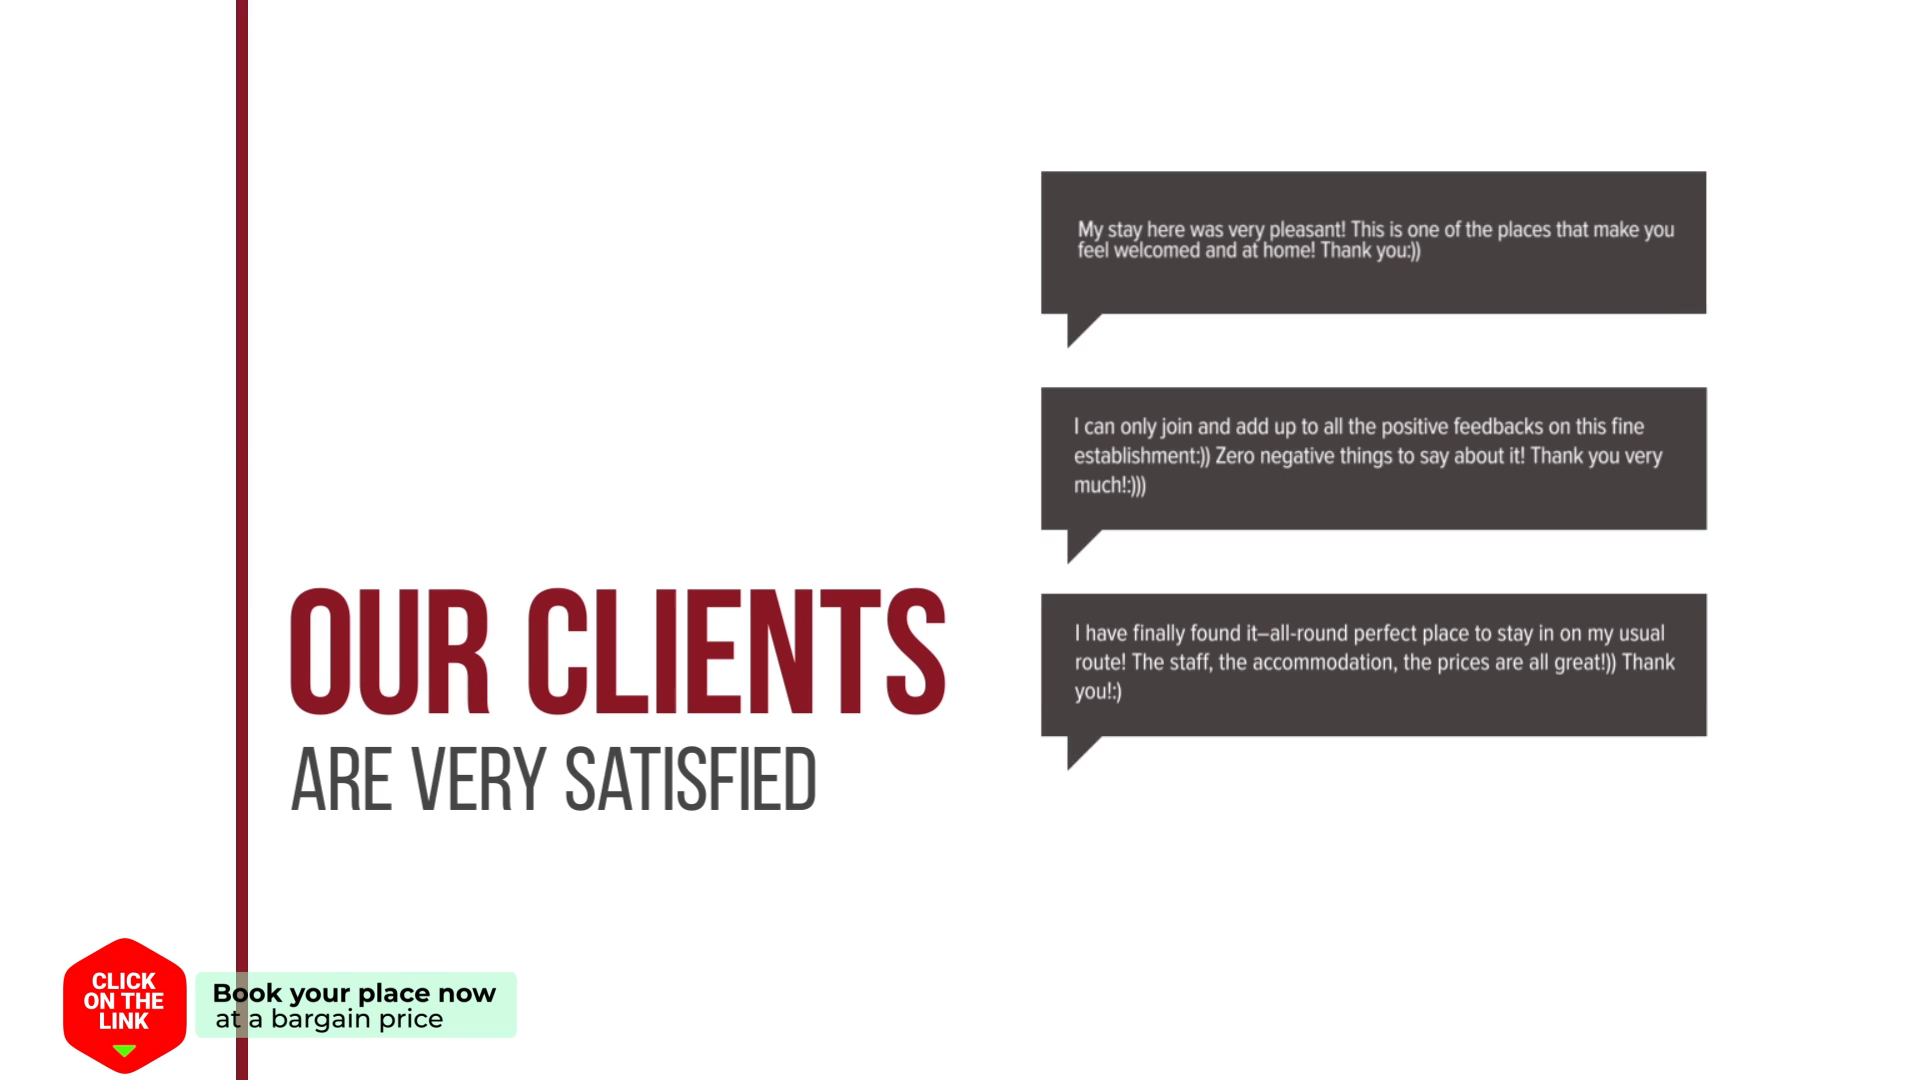 My stay here was very pleasant! This is one of the places that make you
feel welcomed and at home! Thank you:))
I can only join and add up to all the positive feedbacks on this fine
establishment:)) Zero negative things to say about it! Thank you very
much!:)))
I have finally found it–all-round perfect place to stay in on my usual
route! The staff, the accommodation, the prices are all great!)) Thank
you!:)
OUR CLIENTS
ARE VERY SATISFIED
CLICK
ON THE
LINK
Book your place now
at a bargain price